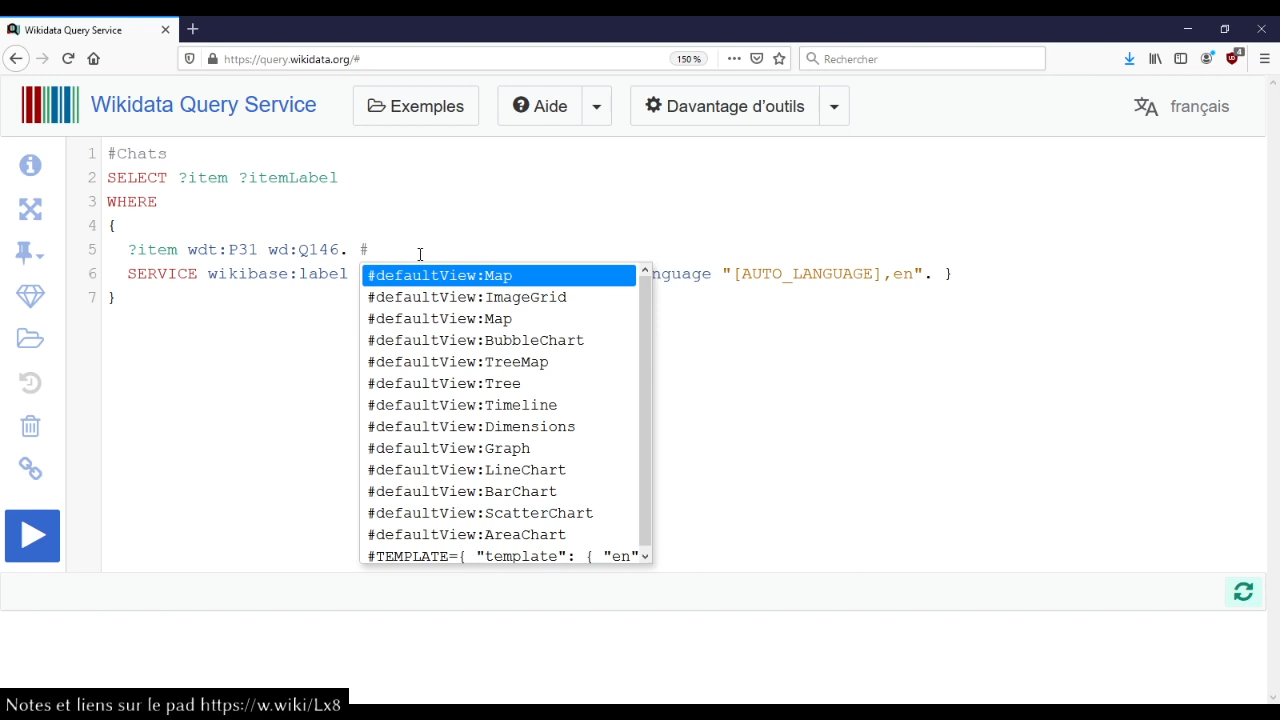 Wikidata Query Service
https://query.wikidata.org/#
150 %
Rechercher
4
Wikidata Query Service
Exemples
Aide
Davantage d'outils
français
1 #Chats
2 SELECT ?item ?itemLabel
3 WHERE
4 {
5 ?item wdt:P31 wd:Q146. #
6 SERVICE wikibase:label nguage "[AUTO_LANGUAGE],en". }
7 }
#defaultView:Map
#defaultView:ImageGrid
#defaultView:Map
#defaultView:BubbleChart
#defaultView:TreeMap
#defaultView:Tree
#defaultView:Timeline
#defaultView:Dimensions
#defaultView:Graph
#defaultView:LineChart
#defaultView:BarChart
#defaultView:ScatterChart
#defaultView:AreaChart
#TEMPLATE={ "template": { "en"
Notes et liens sur le pad https://w.wiki/Lx8